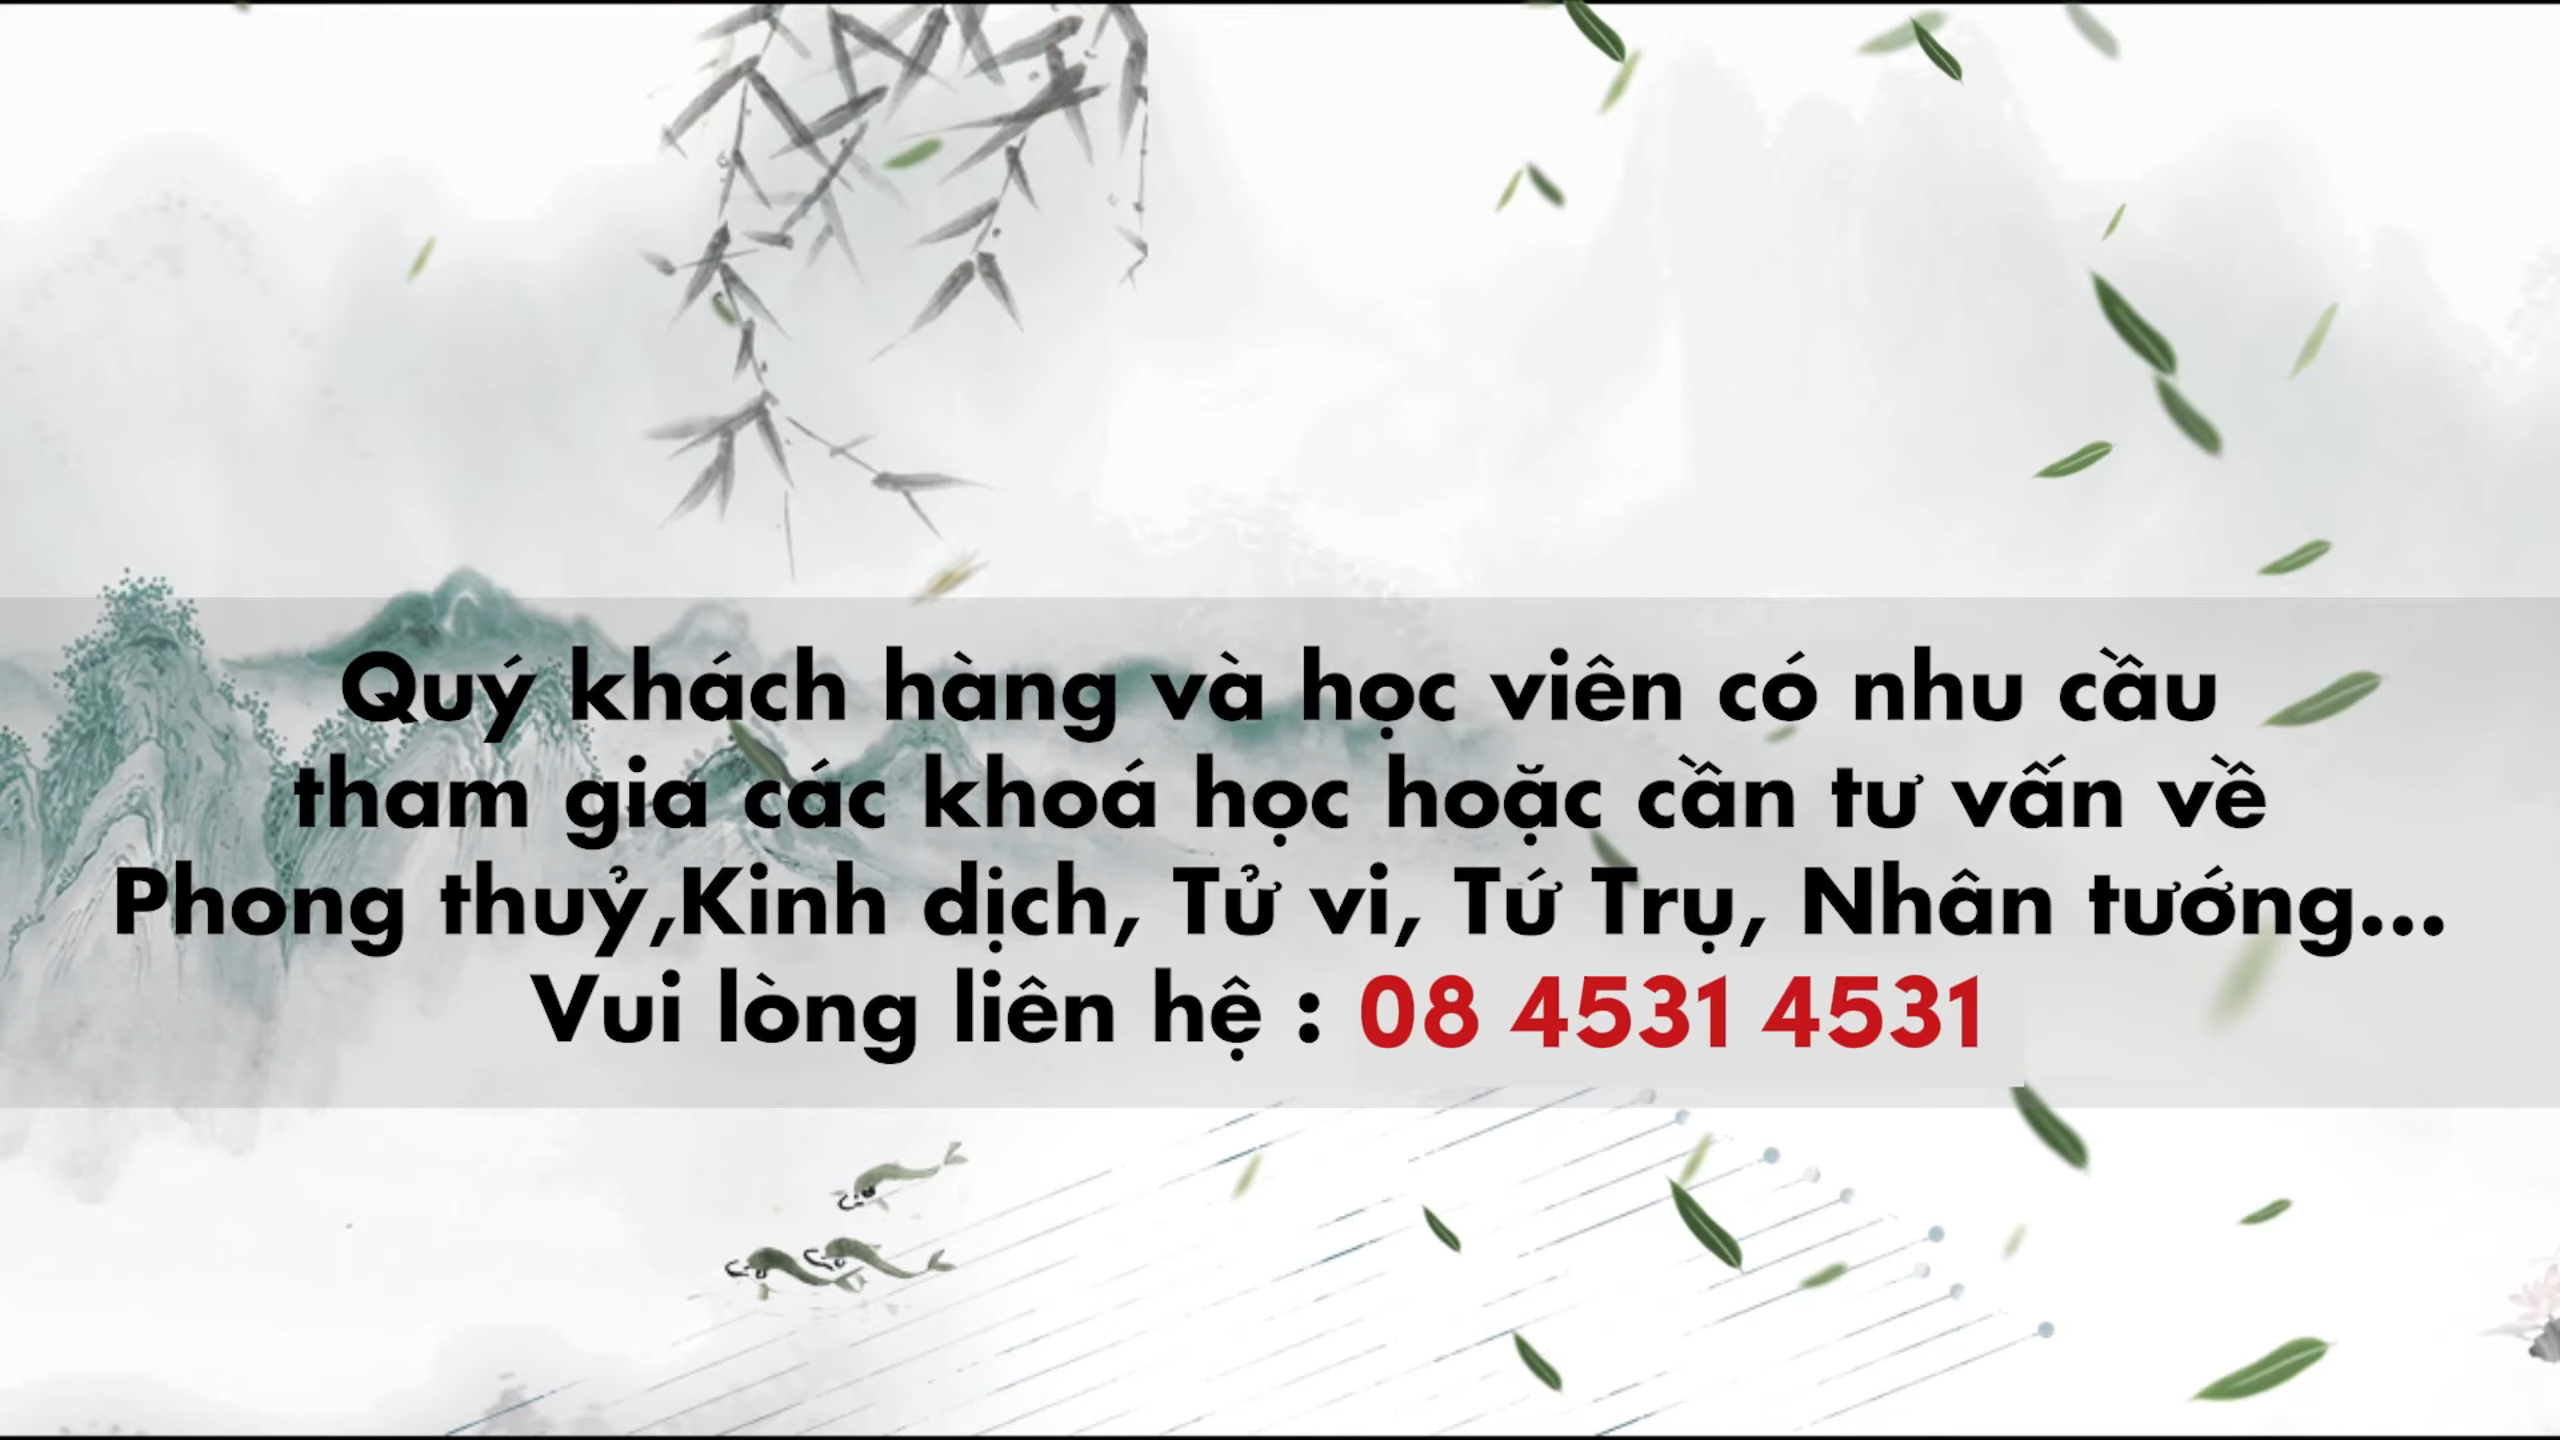 Quý khách hàng và học viên có nhu cầu
tham gia các khoá học hoặc cần tư vấn về
Phong thuỷ,Kinh dịch, Tử vi, Tứ Trụ, Nhân tướng...
Vui lòng liên hệ : 08 4531 4531